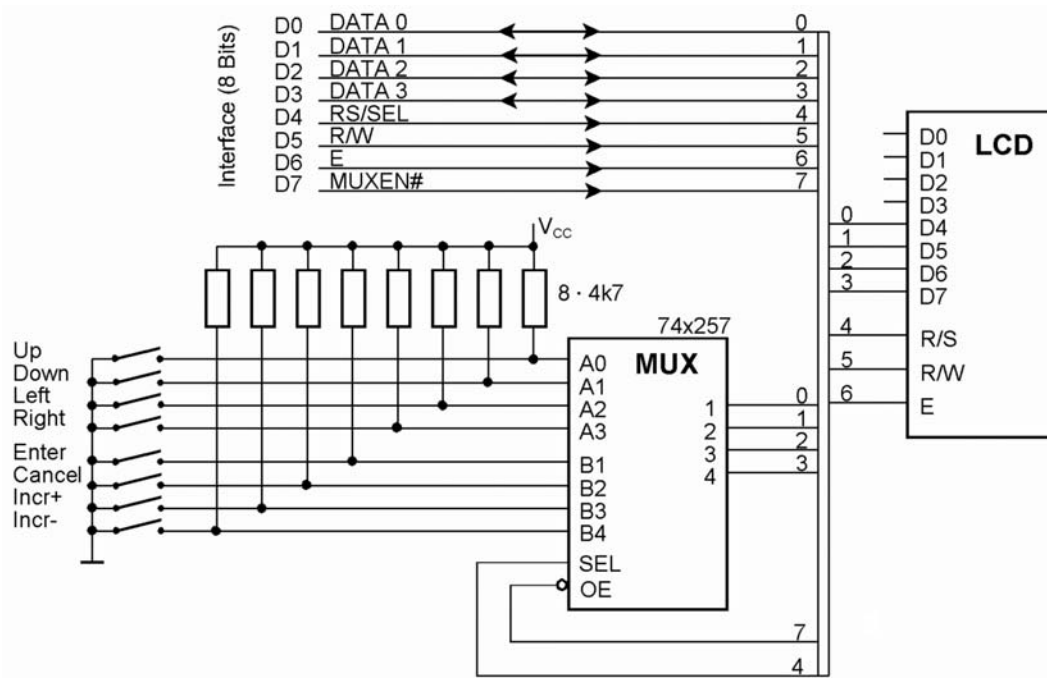 Interface (8 Bits)
D0 DATA 0 0
D1 DATA 1 1
D2 DATA 2 2
D3 DATA 3 3
D4 RS/SEL 4
D5 R/W 5
D6 E 6
D7 MUXEN# 7
LCD
D0
D1
D2
D3
0 D4
1 D5
2 D6
3 D7
4 R/S
5 R/W
6 E
VCC
8 · 4k7
74x257
MUX
Up A0
Down A1
Left A2
Right A3
Enter B1
Cancel B2
Incr+ B3
Incr- B4
1 0
2 1
3 2
4 3
SEL
OE
7
4